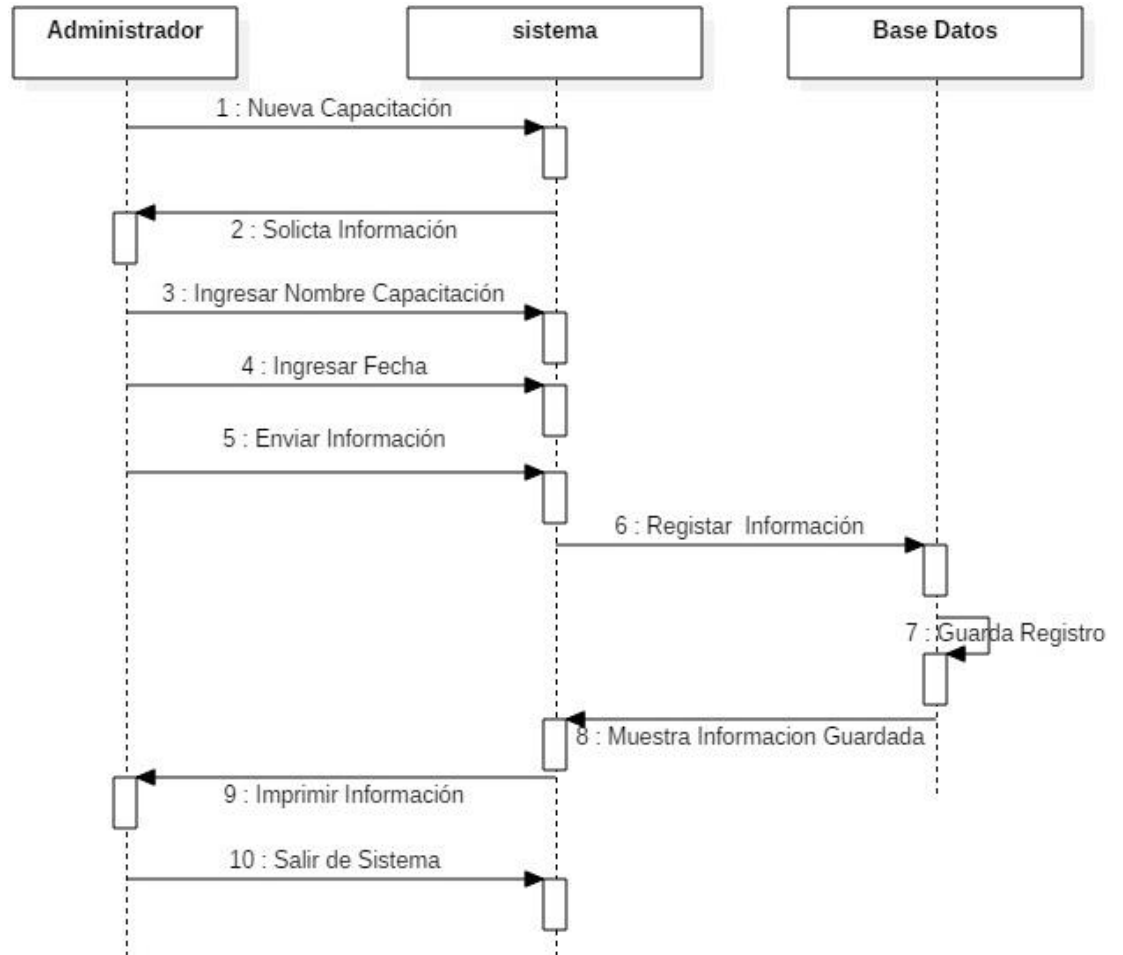 Administrador
sistema
Base Datos
1 : Nueva Capacitación
2 : Solicta Información
3 : Ingresar Nombre Capacitación
4 : Ingresar Fecha
5 : Enviar Información
6 : Registar Información
7 : Guarda Registro
8 : Muestra Informacion Guardada
9 : Imprimir Información
10 : Salir de Sistema